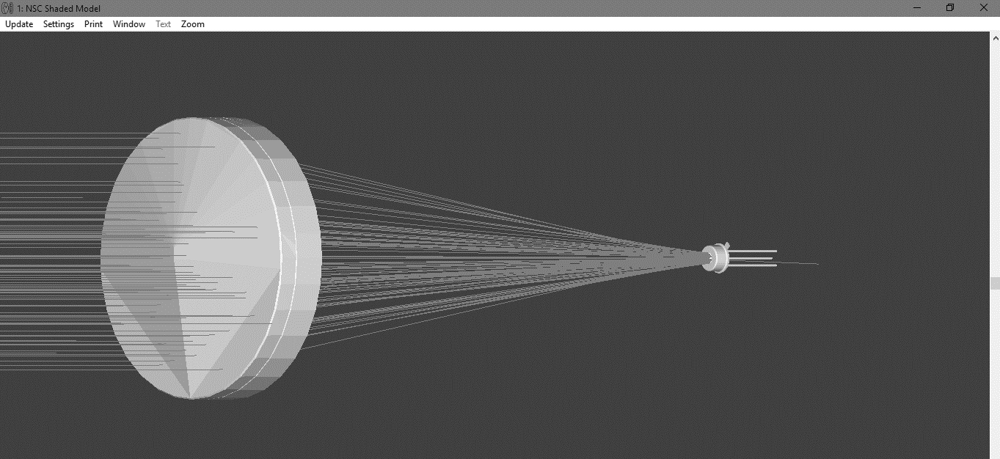 1: NSC Shaded Model
Update Settings Print Window Text Zoom